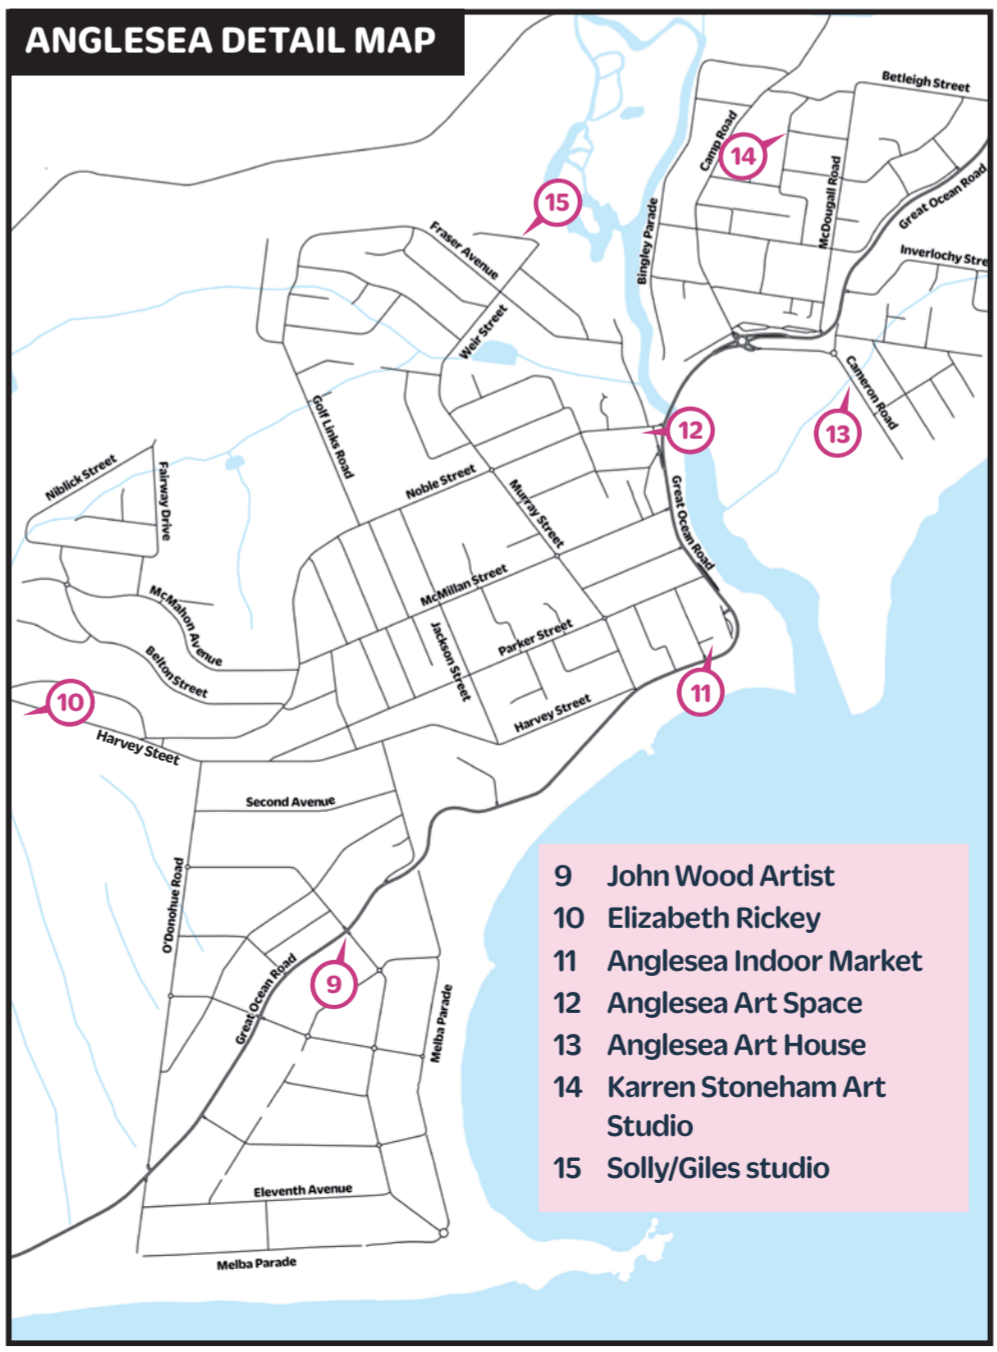 ANGLESEA DETAIL MAP
Betleigh Street
Camp Road
14
McDougall Road
Great Ocean Road
15
Bingley Parade
Fraser Avenue
Inverlochy Stre
Weir Street
Cameron Road
Golf Links Road
12
13
Niblick Street
Fairway Drive
Noble Street
Murray Street
Great Ocean Road
McMillan Street
McMahon Avenue
Jackson Street
Parker Street
Belton Street
11
10
Harvey Street
Harvey Steet
Second Avenue
O'Donohue Road
9
Great Ocean Road
Melba Parade
Eleventh Avenue
Melba Parade
9 John Wood Artist
10 Elizabeth Rickey
11 Anglesea Indoor Market
12 Anglesea Art Space
13 Anglesea Art House
14 Karren Stoneham Art
Studio
15 Solly/Giles studio